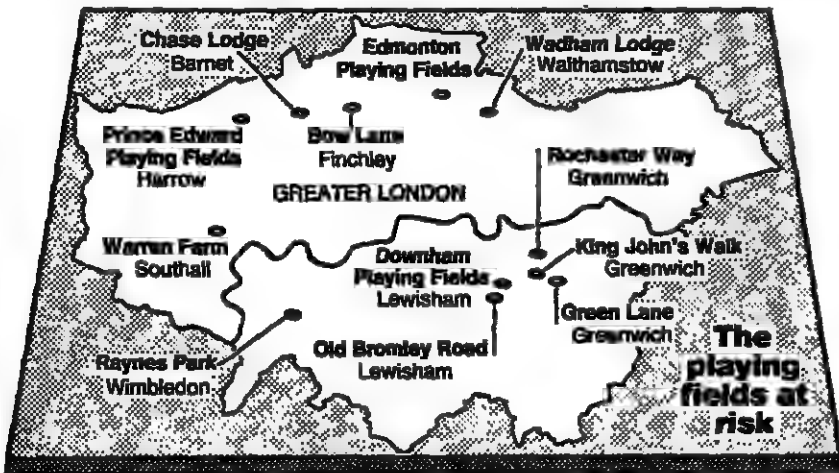 Chase Lodge
Barnet
Edmonton
Playing Fields
Wadham Lodge
Walthamstow
Prince Edward
Playing Fields
Harrow
Bow Lane
Finchley
Rochester Way
Greenwich
GREATER LONDON
Warren Farm
Southall
Downham
Playing Fields
Lewisham
King John's Walk
Greenwich
Green Lane
Greenwich
Raynes Park
Wimbledon
Old Bromley Road
Lewisham
The
playing
fields at
risk